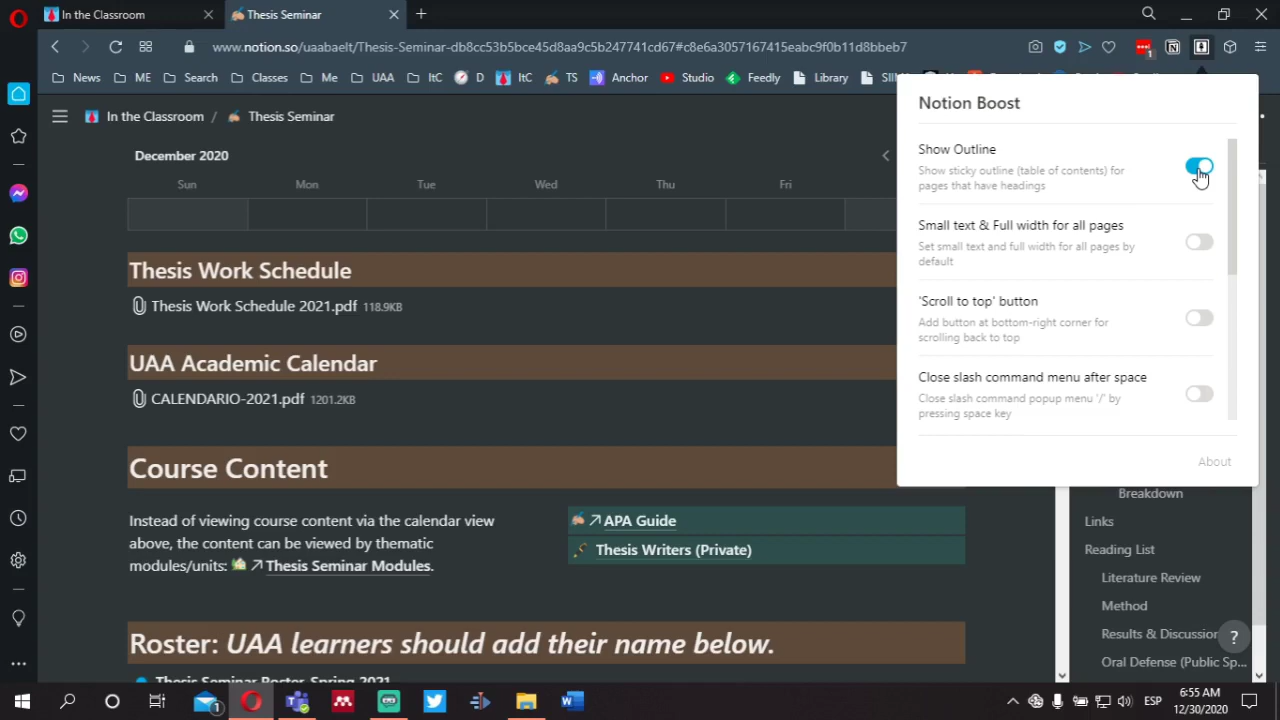 In the Classroom
Thesis Seminar
www.notion.so/uaabaelt/Thesis-Seminar-db8cc53b5bce45d8aa9c5b247741cd67#c8e6a3057167415eabc9f0b11d8bbeb7
1
News
ME
Search
Classes
Me
UAA
ItC
D
ItC
TS
Anchor
Studio
Feedly
Library
In the Classroom / Thesis Seminar
December 2020
Sun Mon Tue Wed Thu Fri
Thesis Work Schedule
Thesis Work Schedule 2021.pdf 118.9KB
UAA Academic Calendar
CALENDARIO-2021.pdf 1201.2KB
Course Content
Instead of viewing course content via the calendar view
above, the content can be viewed by thematic
modules/units: Thesis Seminar Modules.
APA Guide
Thesis Writers (Private)
Roster: UAA learners should add their name below.
Thesis Seminar Roster-Spring 2021
Notion Boost
Show Outline
Show sticky outline (table of contents) for
pages that have headings
Small text & Full width for all pages
Set small text and full width for all pages by
default
'Scroll to top' button
Add button at bottom-right corner for
scrolling back to top
Close slash command menu after space
Close slash command popup menu '/' by
pressing space key
About
Breakdown
Links
Reading List
Literature Review
Method
Results & Discussion
Oral Defense (Public Sp...
?
1
ESP
6:55 AM
12/30/2020